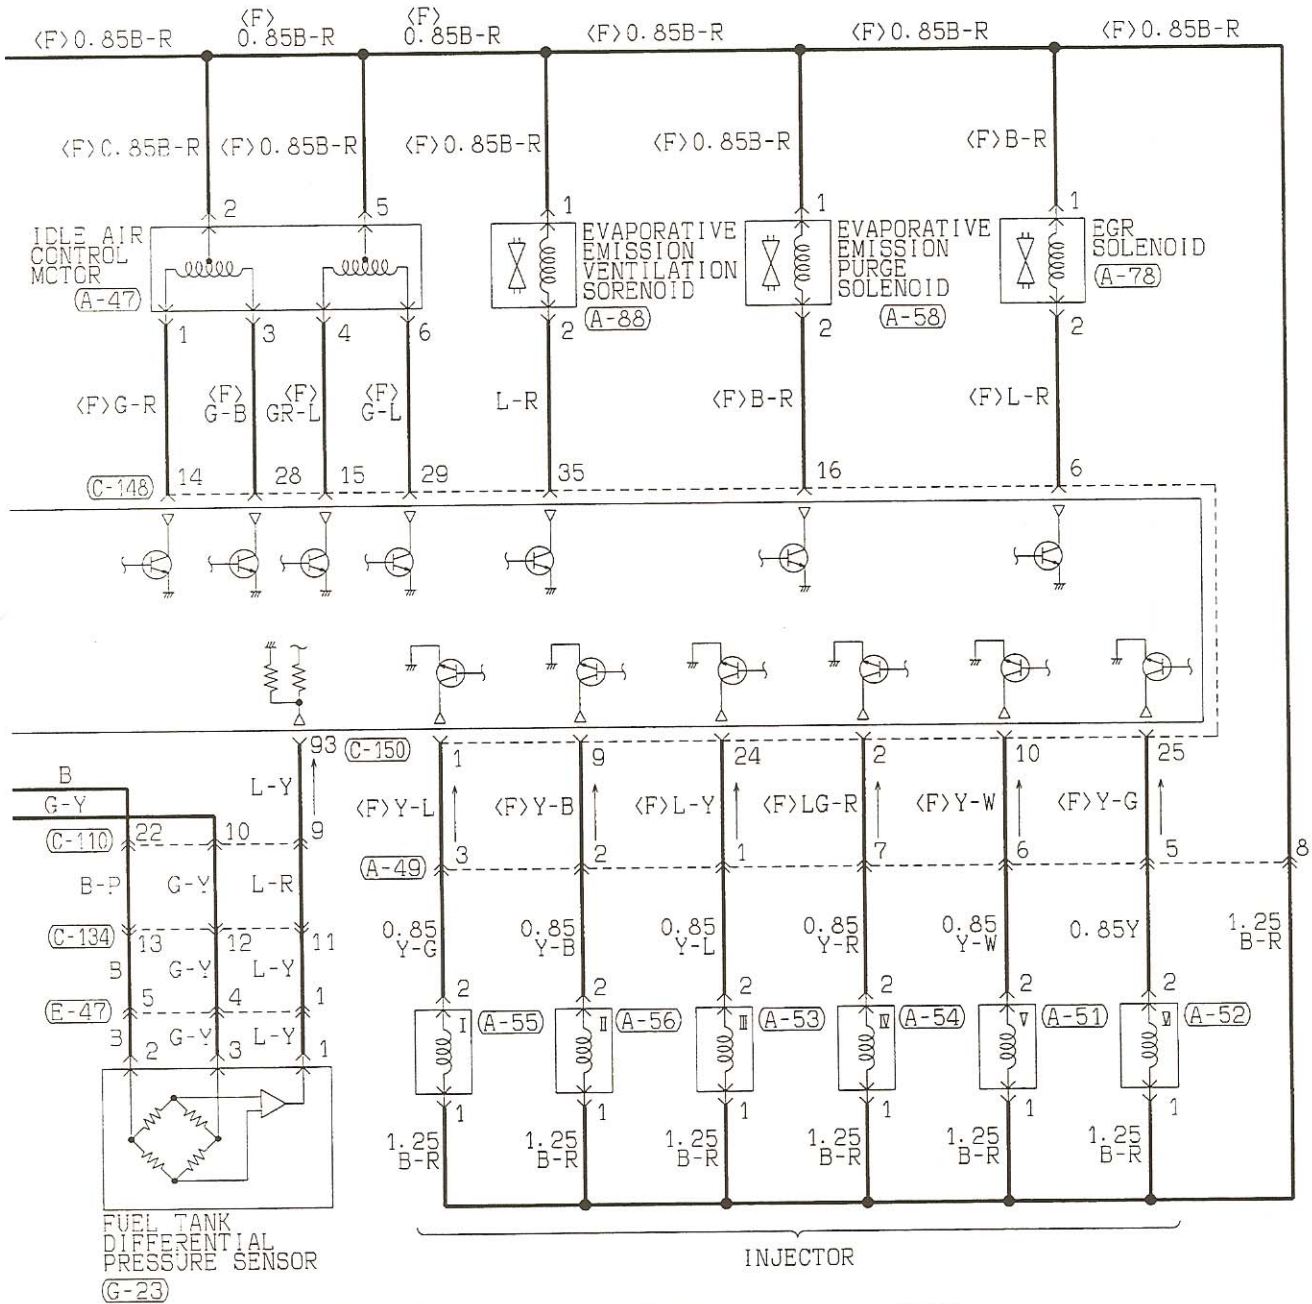 <F> <F>
<F>0.85B-R 0.85B-R 0.85B-R <F>0.85B-R <F>0.85B-R <F>0.85B-R
<F>0.85B-R <F>0.85B-R <F>0.85B-R <F>0.85B-R <F>B-R
2 5 1 1 1
IDLE AIR
CONTROL
MOTOR
A-47
EVAPORATIVE
EMISSION
VENTILATION
SORENOID
A-88
EVAPORATIVE
EMISSION
PURGE
SOLENOID
A-58
EGR
SOLENOID
A-78
1 3 4 6 2 2 2
<F>G-R <F>G-B <F>GR-L <F>G-L L-R <F>B-R <F>L-R
C-148 14 28 15 29 35 16 6
93 C-150 1 9 24 2 10 25
B
G-Y
L-Y <F>Y-L <F>Y-B <F>L-Y <F>LG-R <F>Y-W <F>Y-G
C-110 22 10 9
A-49 3 2 1 7 6 5 8
B-P G-Y L-R
C-134 13 12 11
0.85 0.85 0.85 0.85 0.85 0.85Y 1.25
Y-G Y-B Y-L Y-R Y-W B-R
B G-Y L-Y
E-47 5 4 1
2 2 2 2 2 2
I A-55 II A-56 III A-53 IV A-54 V A-51 VI A-52
B G-Y L-Y
2 3 1
1 1 1 1 1 1
1.25 1.25 1.25 1.25 1.25 1.25
B-R B-R B-R B-R B-R B-R
FUEL TANK
DIFFERENTIAL
PRESSURE SENSOR
G-23
INJECTOR